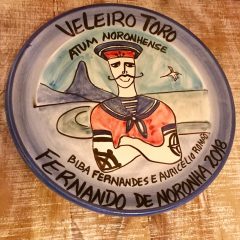 VELEIRO TORO
ATUM NORONHENSE
BIBA FERNANDES E AURICÉLIO ROMÃO
FERNANDO DE NORONHA 2018